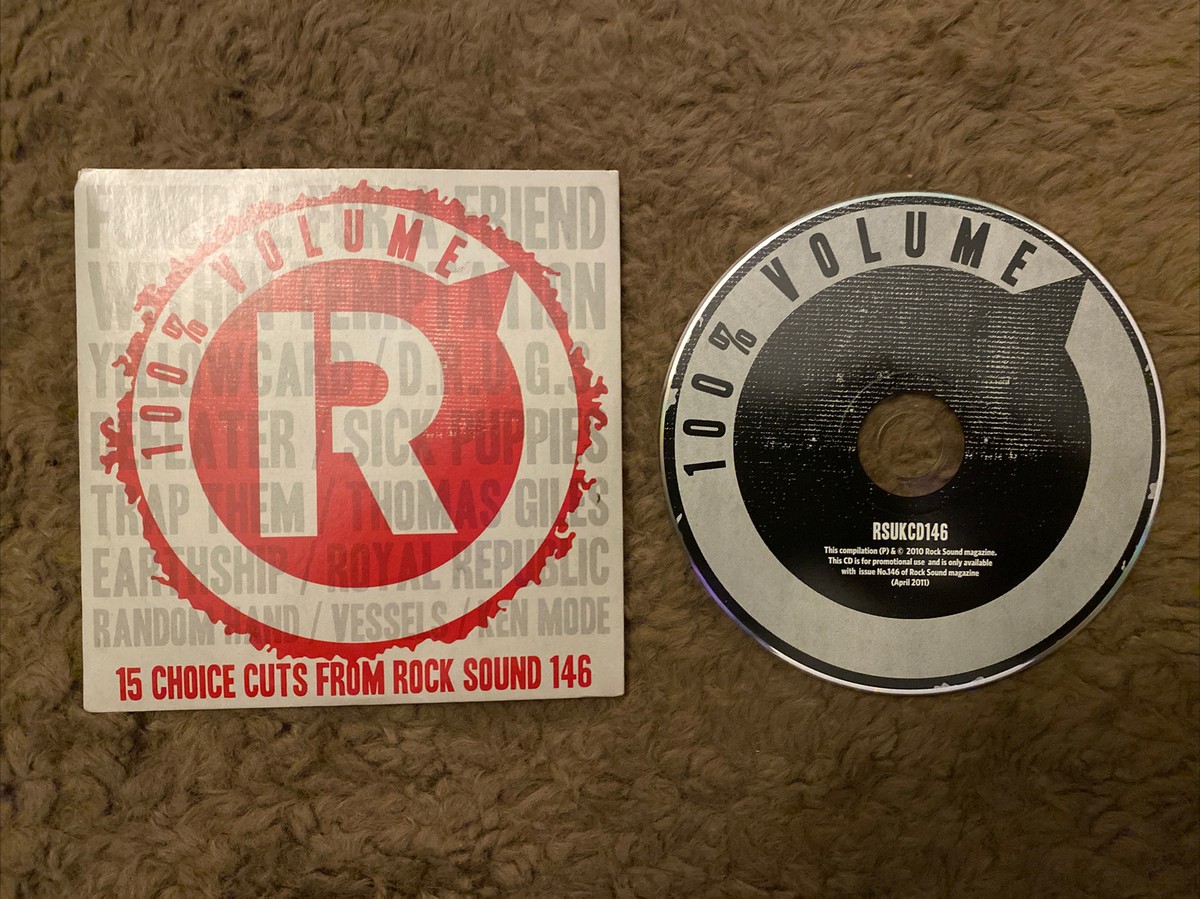 FUNERAL FOR A FRIEND
WITHIN TEMPTATION
YELLOWCARD / D.R.U.G.S.
DEFEATER / SICK PUPPIES
TRAP THEM / THOMAS GILES
EARTHSHIP / ROYAL REPUBLIC
RANDOM HAND / VESSELS / KEN MODE
100% VOLUME
R
15 CHOICE CUTS FROM ROCK SOUND 146
100% VOLUME
RSUKCD146
This compilation (P) & © 2010 Rock Sound magazine.
This CD is for promotional use and is only available
with issue No.146 of Rock Sound magazine
(April 2011)